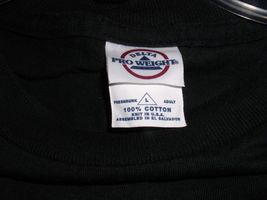 DELTA
PRO WEIGHT
PRESHRUNK L ADULT
100% COTTON
KNIT IN U.S.A.
ASSEMBLED IN EL SALVADOR